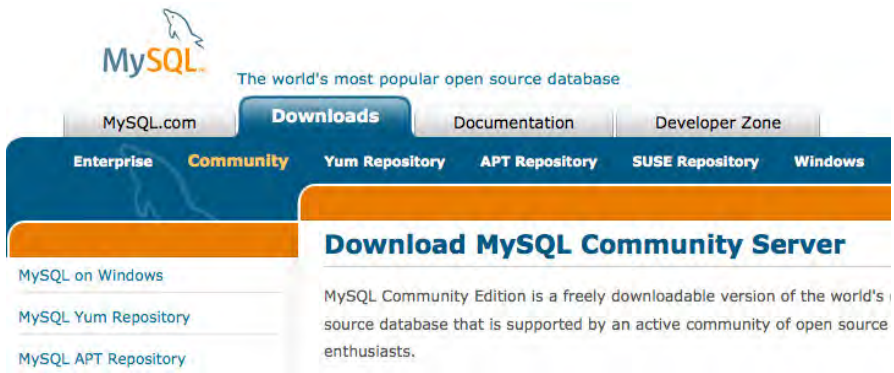 MySQL
The world's most popular open source database
MySQL.com Downloads Documentation Developer Zone
Enterprise Community Yum Repository APT Repository SUSE Repository Windows
Download MySQL Community Server
MySQL on Windows
MySQL Community Edition is a freely downloadable version of the world's
MySQL Yum Repository
source database that is supported by an active community of open source
MySQL APT Repository
enthusiasts.